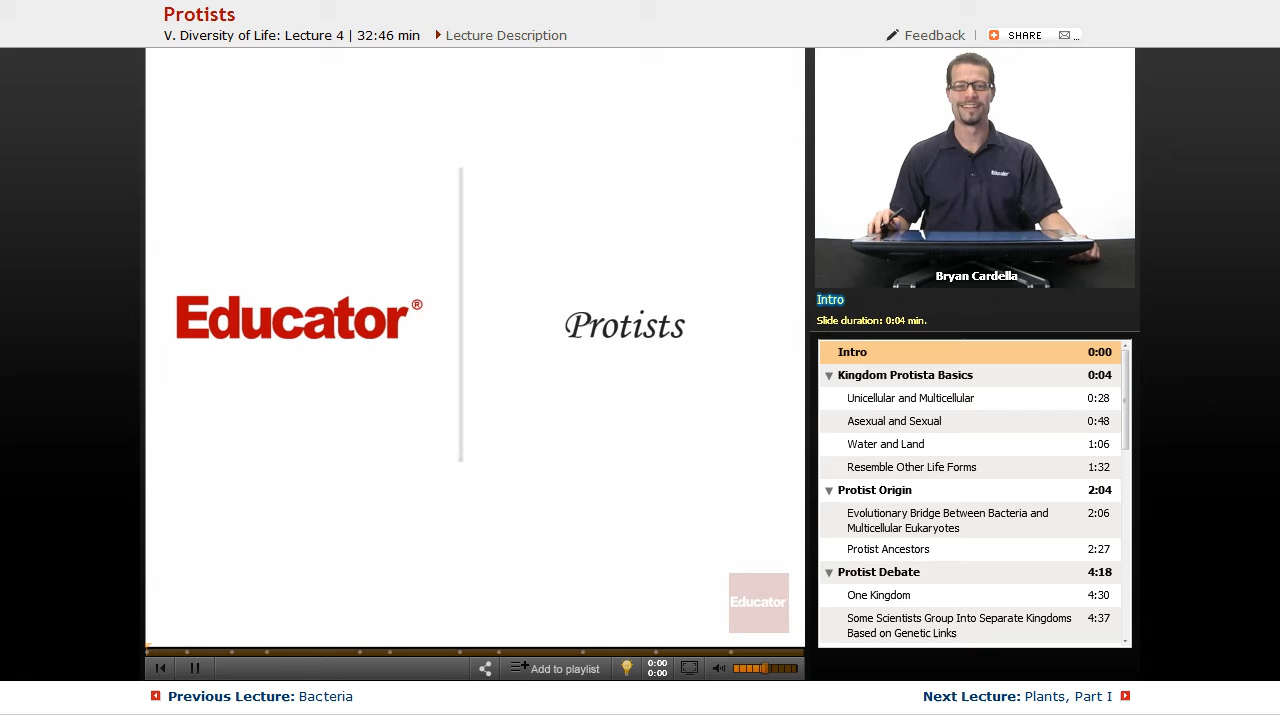 Protists
V. Diversity of Life: Lecture 4 | 32:46 min
Lecture Description
Feedback
SHARE
...
Educator®
Protists
Educator
Educator
Bryan Cardella
Intro
Slide duration: 0:04 min.
Intro 0:00
Kingdom Protista Basics 0:04
Unicellular and Multicellular 0:28
Asexual and Sexual 0:48
Water and Land 1:06
Resemble Other Life Forms 1:32
Protist Origin 2:04
Evolutionary Bridge Between Bacteria and 2:06
Multicellular Eukaryotes
Protist Ancestors 2:27
Protist Debate 4:18
One Kingdom 4:30
Some Scientists Group Into Separate Kingdoms 4:37
Based on Genetic Links
Add to playlist
0:00
0:00
Previous Lecture: Bacteria
Next Lecture: Plants, Part I